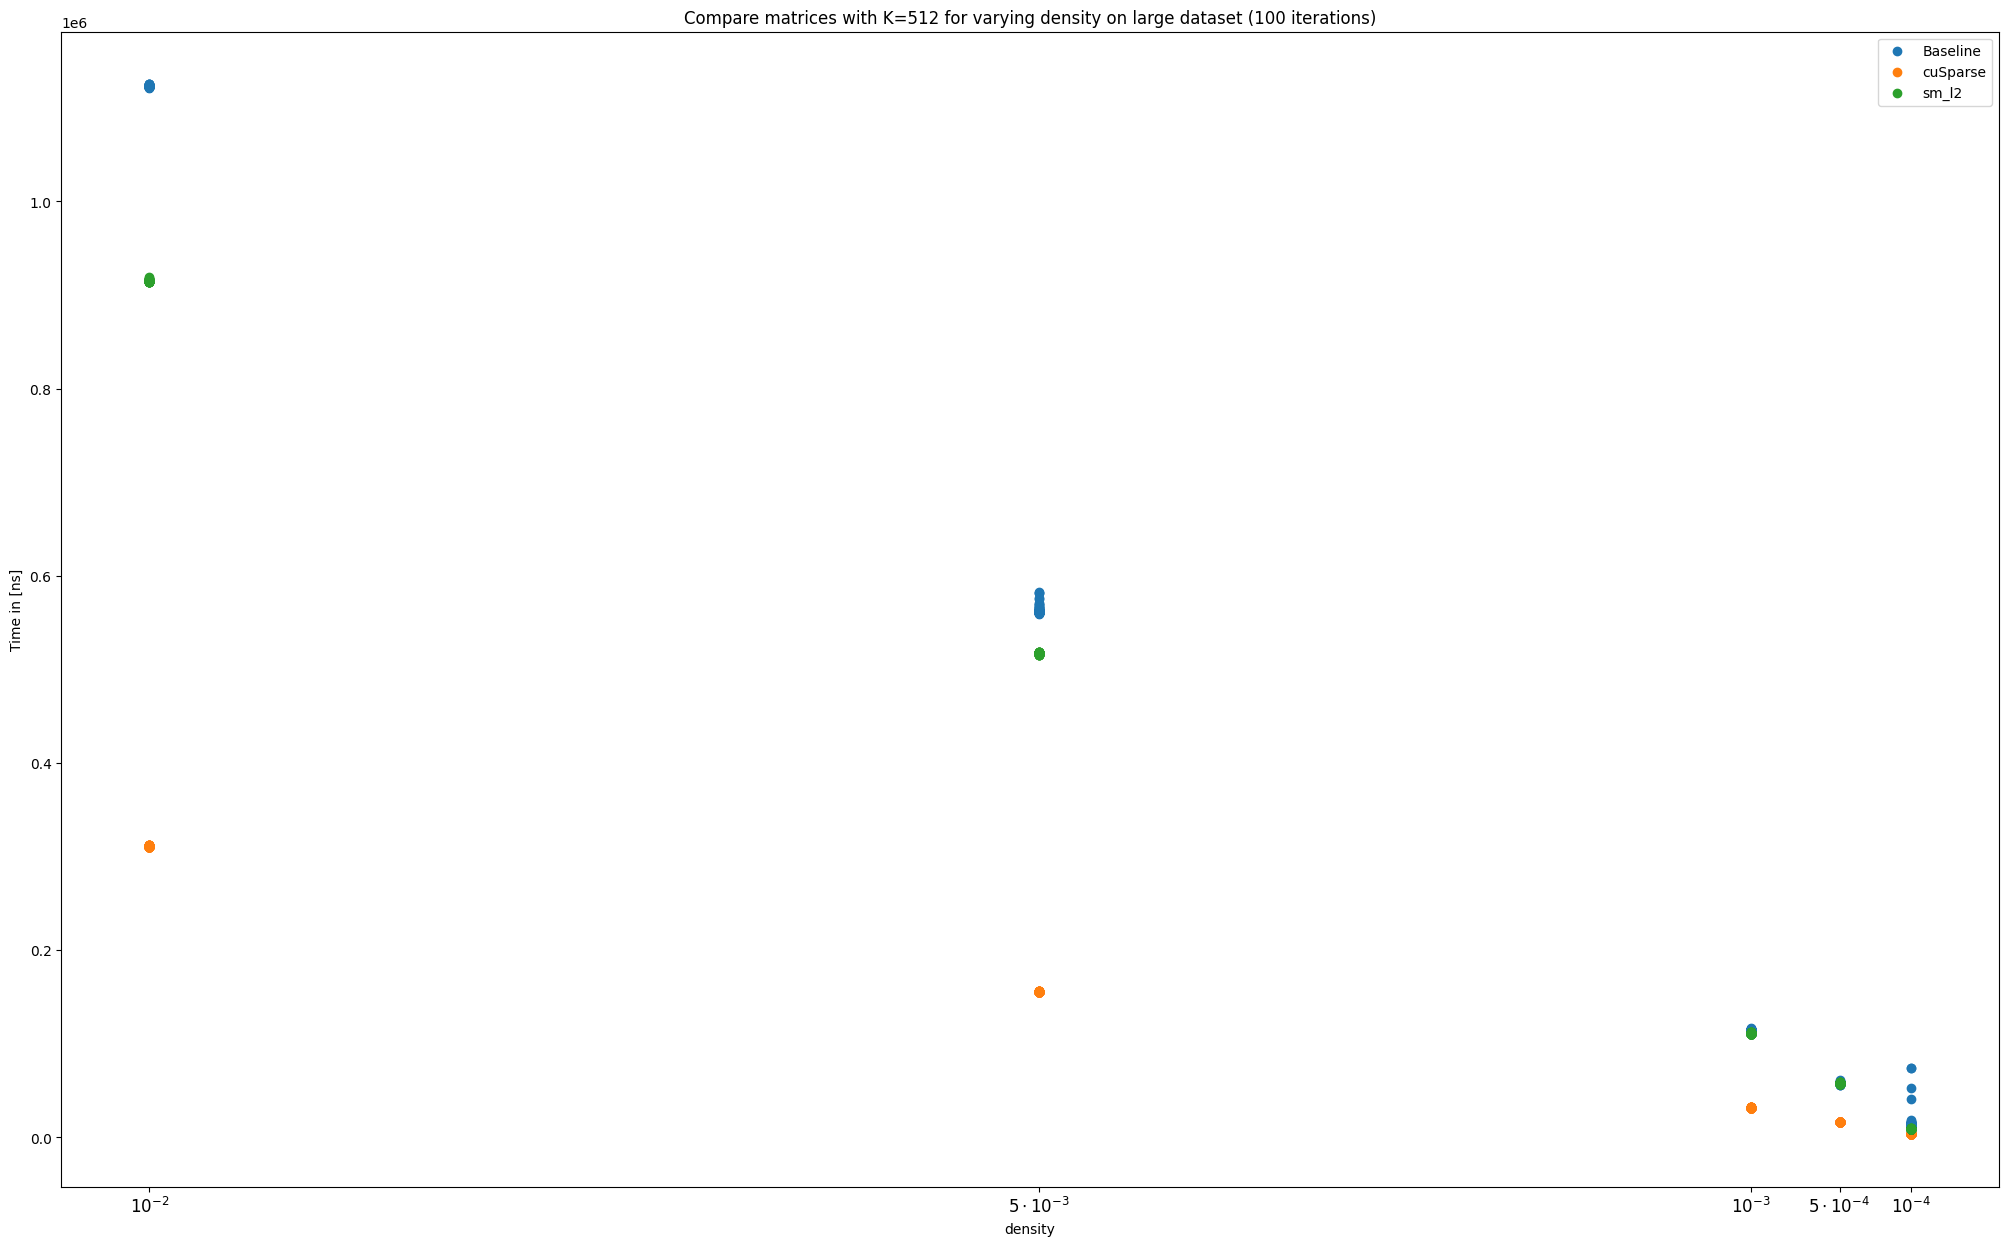 Compare matrices with K=512 for varying density on large dataset (100 iterations)
1e6
Baseline
cuSparse
sm_l2
1.0
0.8
0.6
0.4
0.2
0.0
Time in [ns]
10⁻² 5·10⁻³ 10⁻³ 5·10⁻⁴ 10⁻⁴
density